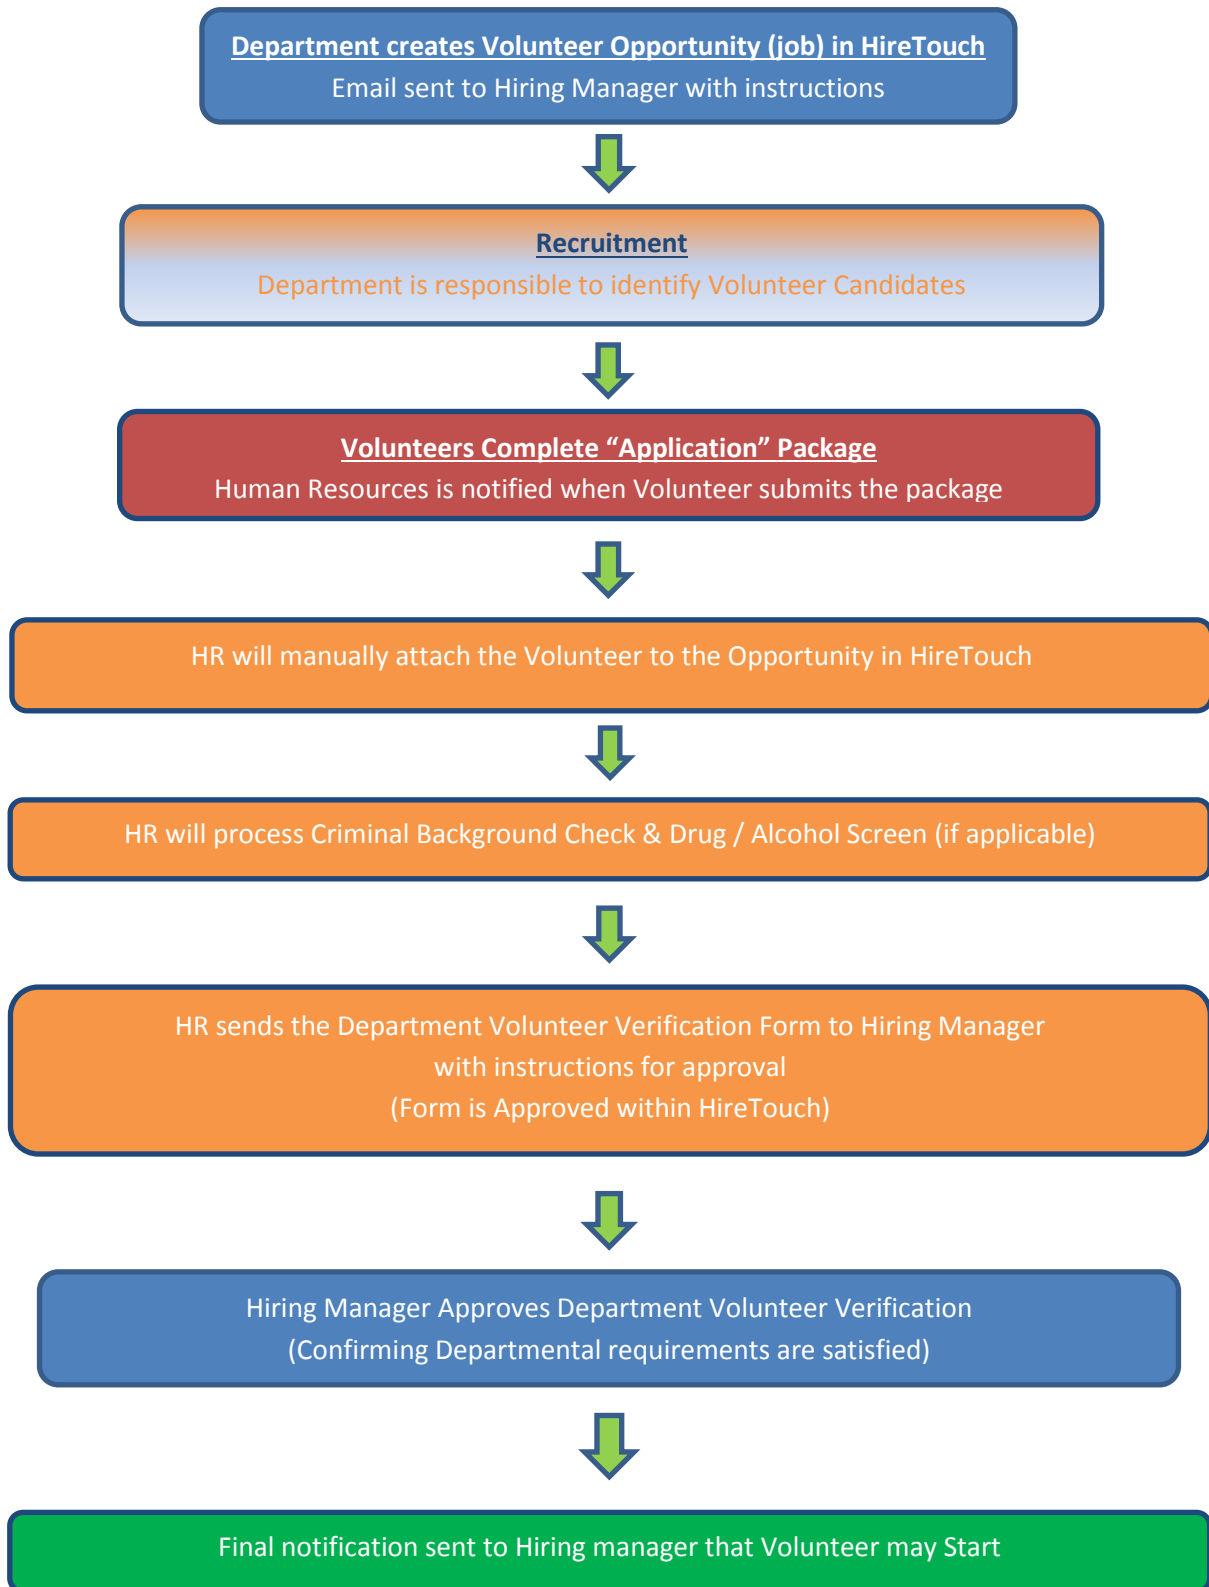 Department creates Volunteer Opportunity (job) in HireTouch
Email sent to Hiring Manager with instructions
Recruitment
Department is responsible to identify Volunteer Candidates
Volunteers Complete “Application” Package
Human Resources is notified when Volunteer submits the package
HR will manually attach the Volunteer to the Opportunity in HireTouch
HR will process Criminal Background Check & Drug / Alcohol Screen (if applicable)
HR sends the Department Volunteer Verification Form to Hiring Manager
with instructions for approval
(Form is Approved within HireTouch)
Hiring Manager Approves Department Volunteer Verification
(Confirming Departmental requirements are satisfied)
Final notification sent to Hiring manager that Volunteer may Start